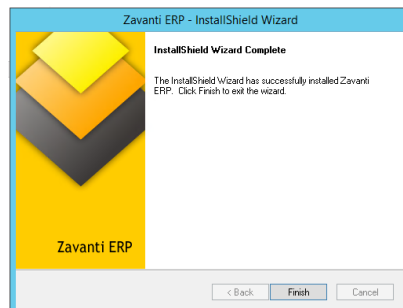 Zavanti ERP - InstallShield Wizard
InstallShield Wizard Complete
The InstallShield Wizard has successfully installed Zavanti
ERP. Click Finish to exit the wizard.
Zavanti ERP
< Back
Finish
Cancel